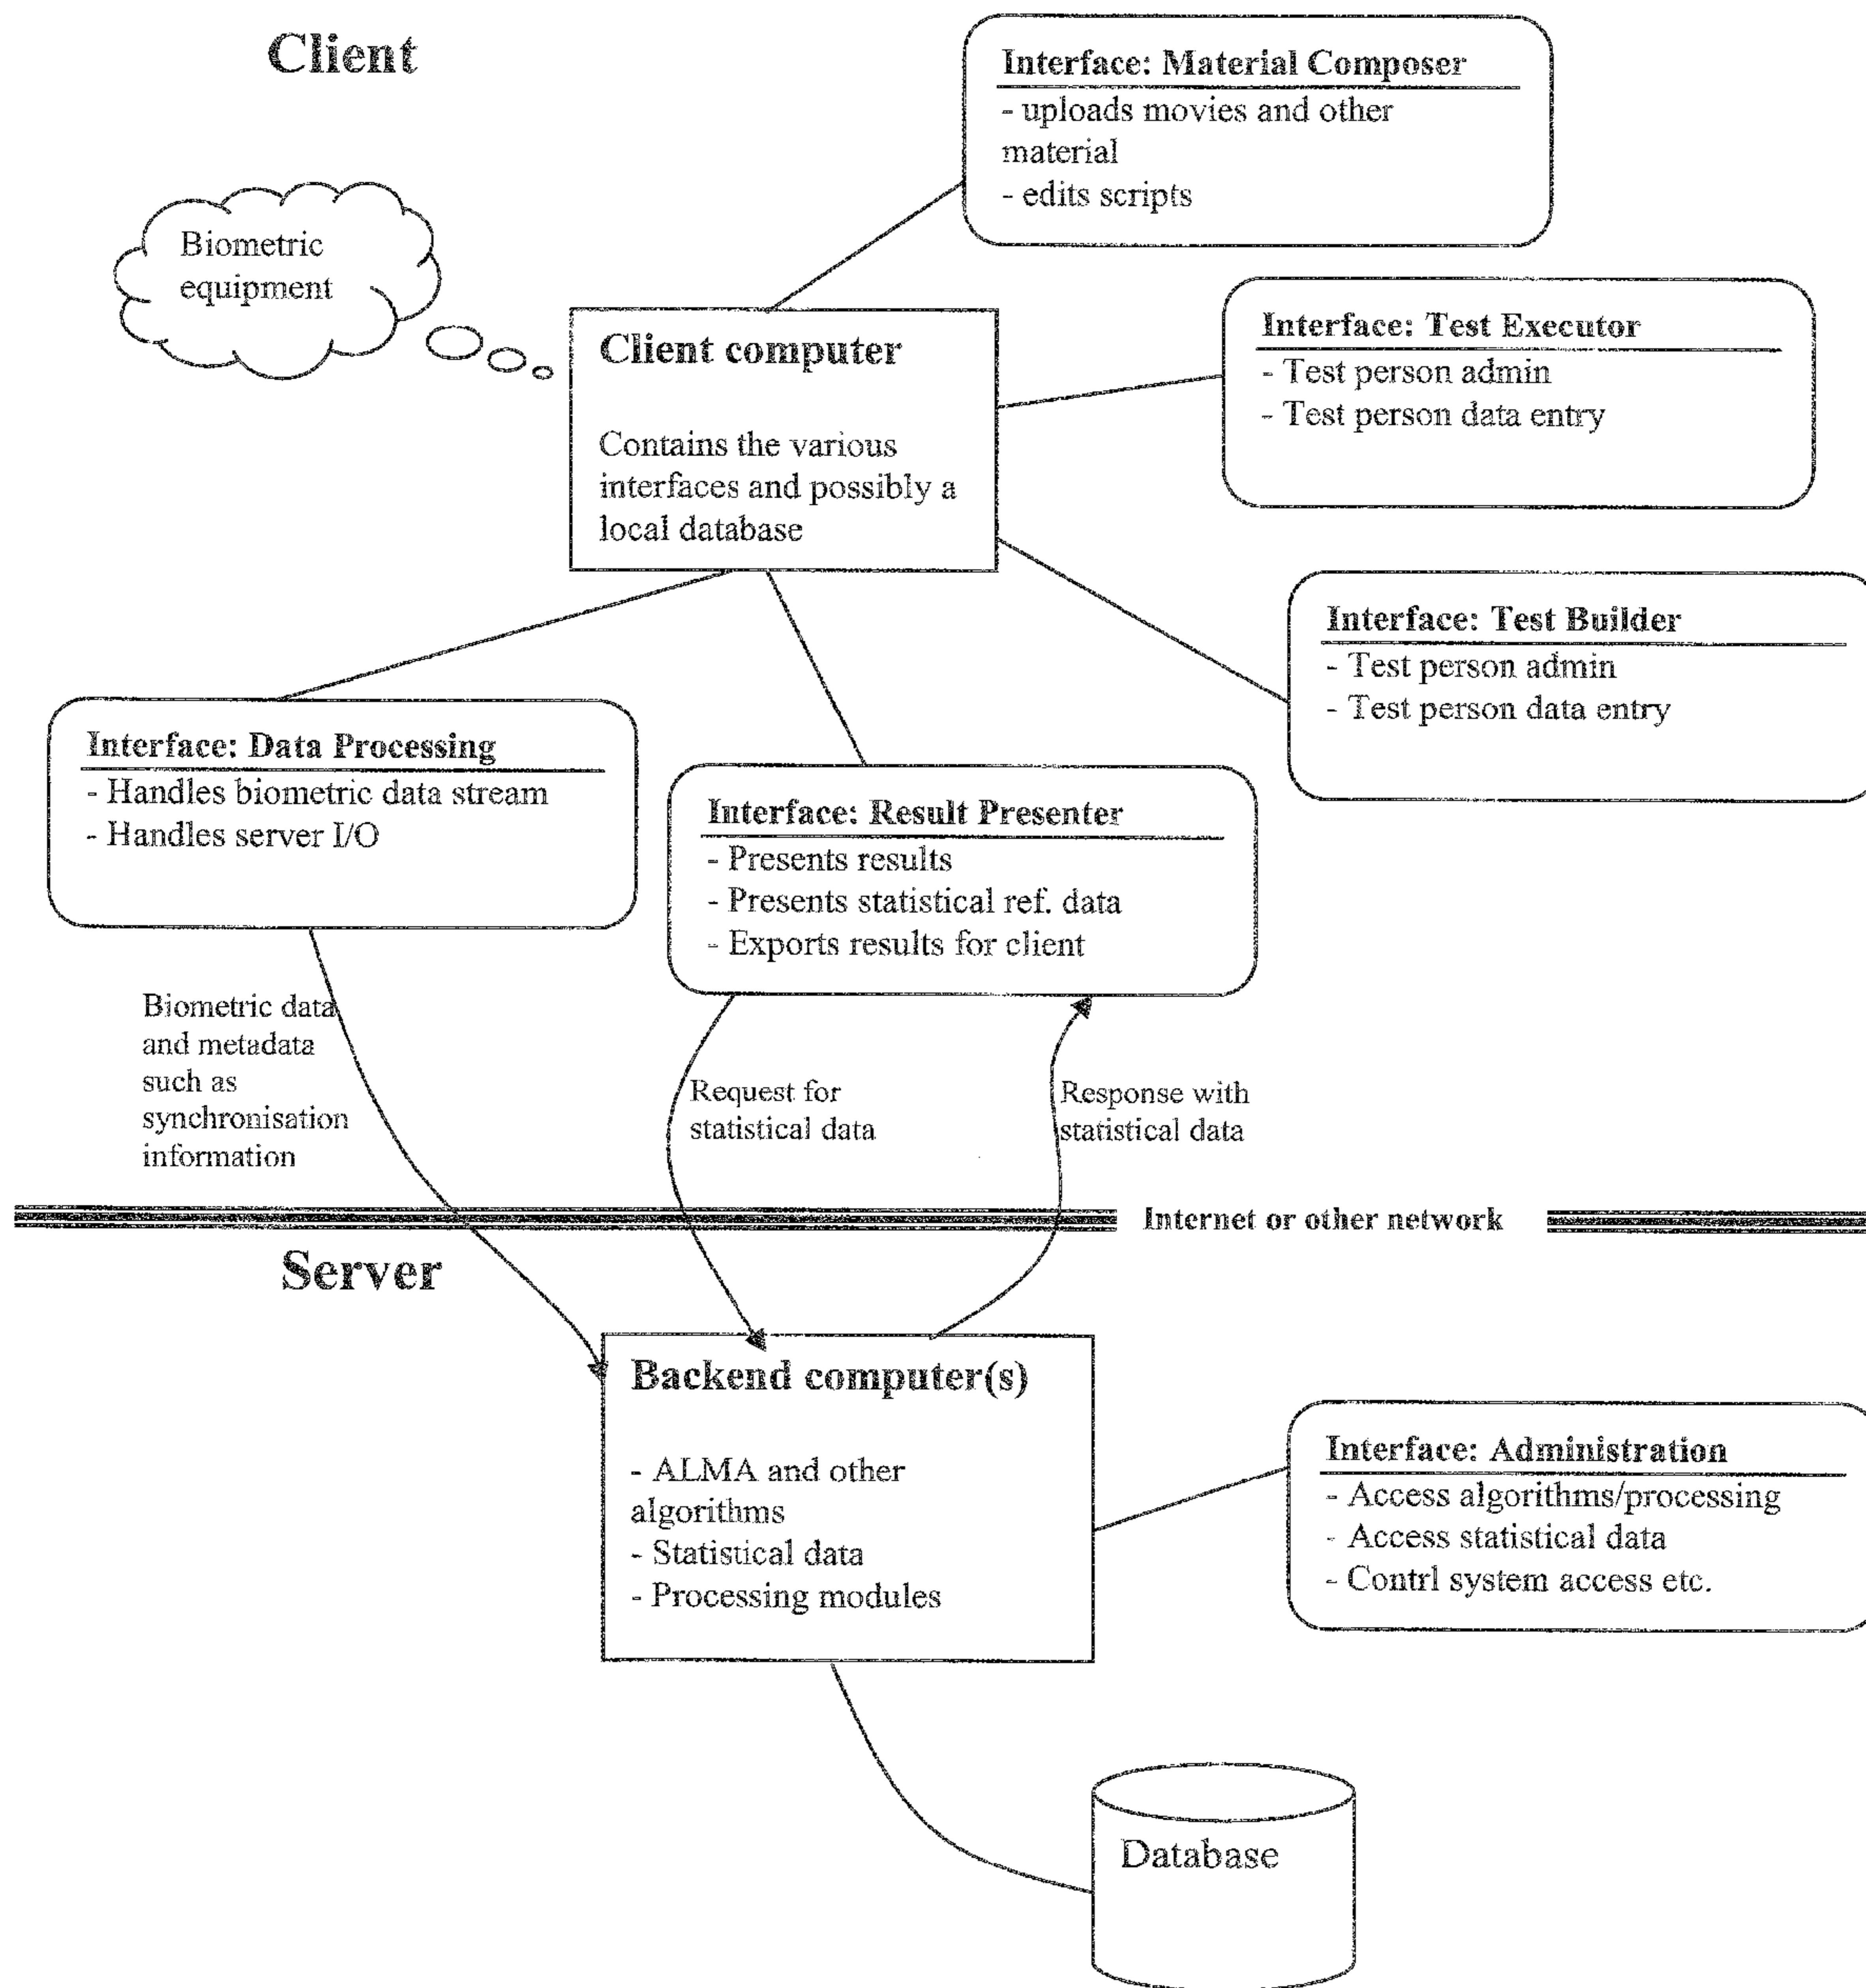 Client
Interface: Material Composer
- uploads movies and other
material
- edits scripts
Biometric
equipment
Client computer
Contains the various
interfaces and possibly a
local database
Interface: Test Executor
- Test person admin
- Test person data entry
Interface: Test Builder
- Test person admin
- Test person data entry
Interface: Data Processing
- Handles biometric data stream
- Handles server I/O
Interface: Result Presenter
- Presents results
- Presents statistical ref. data
- Exports results for client
Biometric data
and metadata
such as
synchronisation
information
Request for
statistical data
Response with
statistical data
Internet or other network
Server
Backend computer(s)
- ALMA and other
algorithms
- Statistical data
- Processing modules
Interface: Administration
- Access algorithms/processing
- Access statistical data
- Contrl system access etc.
Database